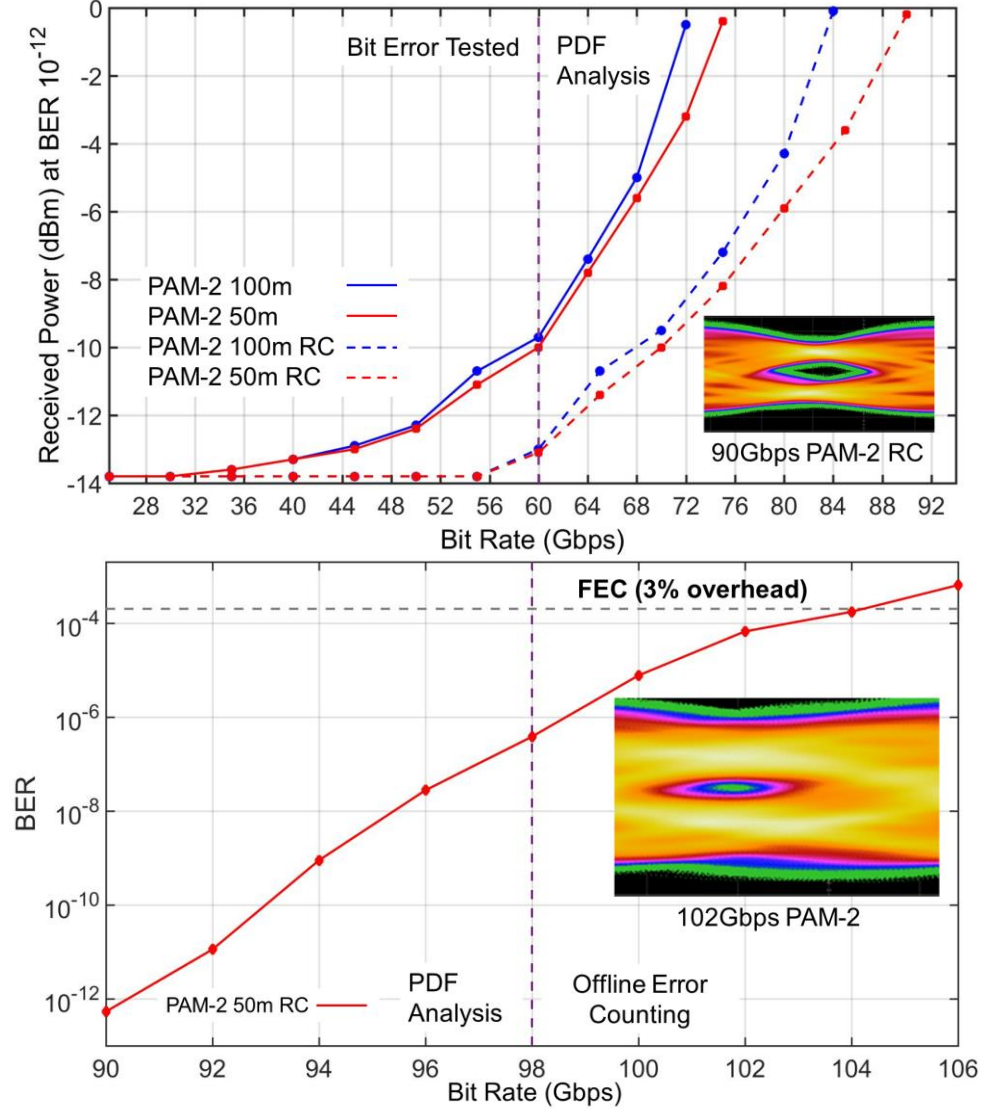 0
-2
-4
-6
-8
-10
-12
-14
Received Power (dBm) at BER 10⁻¹²
Bit Error Tested
PDF
Analysis
PAM-2 100m
PAM-2 50m
PAM-2 100m RC
PAM-2 50m RC
90Gbps PAM-2 RC
28 32 36 40 44 48 52 56 60 64 68 72 76 80 84 88 92
Bit Rate (Gbps)
FEC (3% overhead)
10⁻⁴
10⁻⁶
10⁻⁸
10⁻¹⁰
10⁻¹²
BER
102Gbps PAM-2
PAM-2 50m RC
PDF
Analysis
Offline Error
Counting
90 92 94 96 98 100 102 104 106
Bit Rate (Gbps)